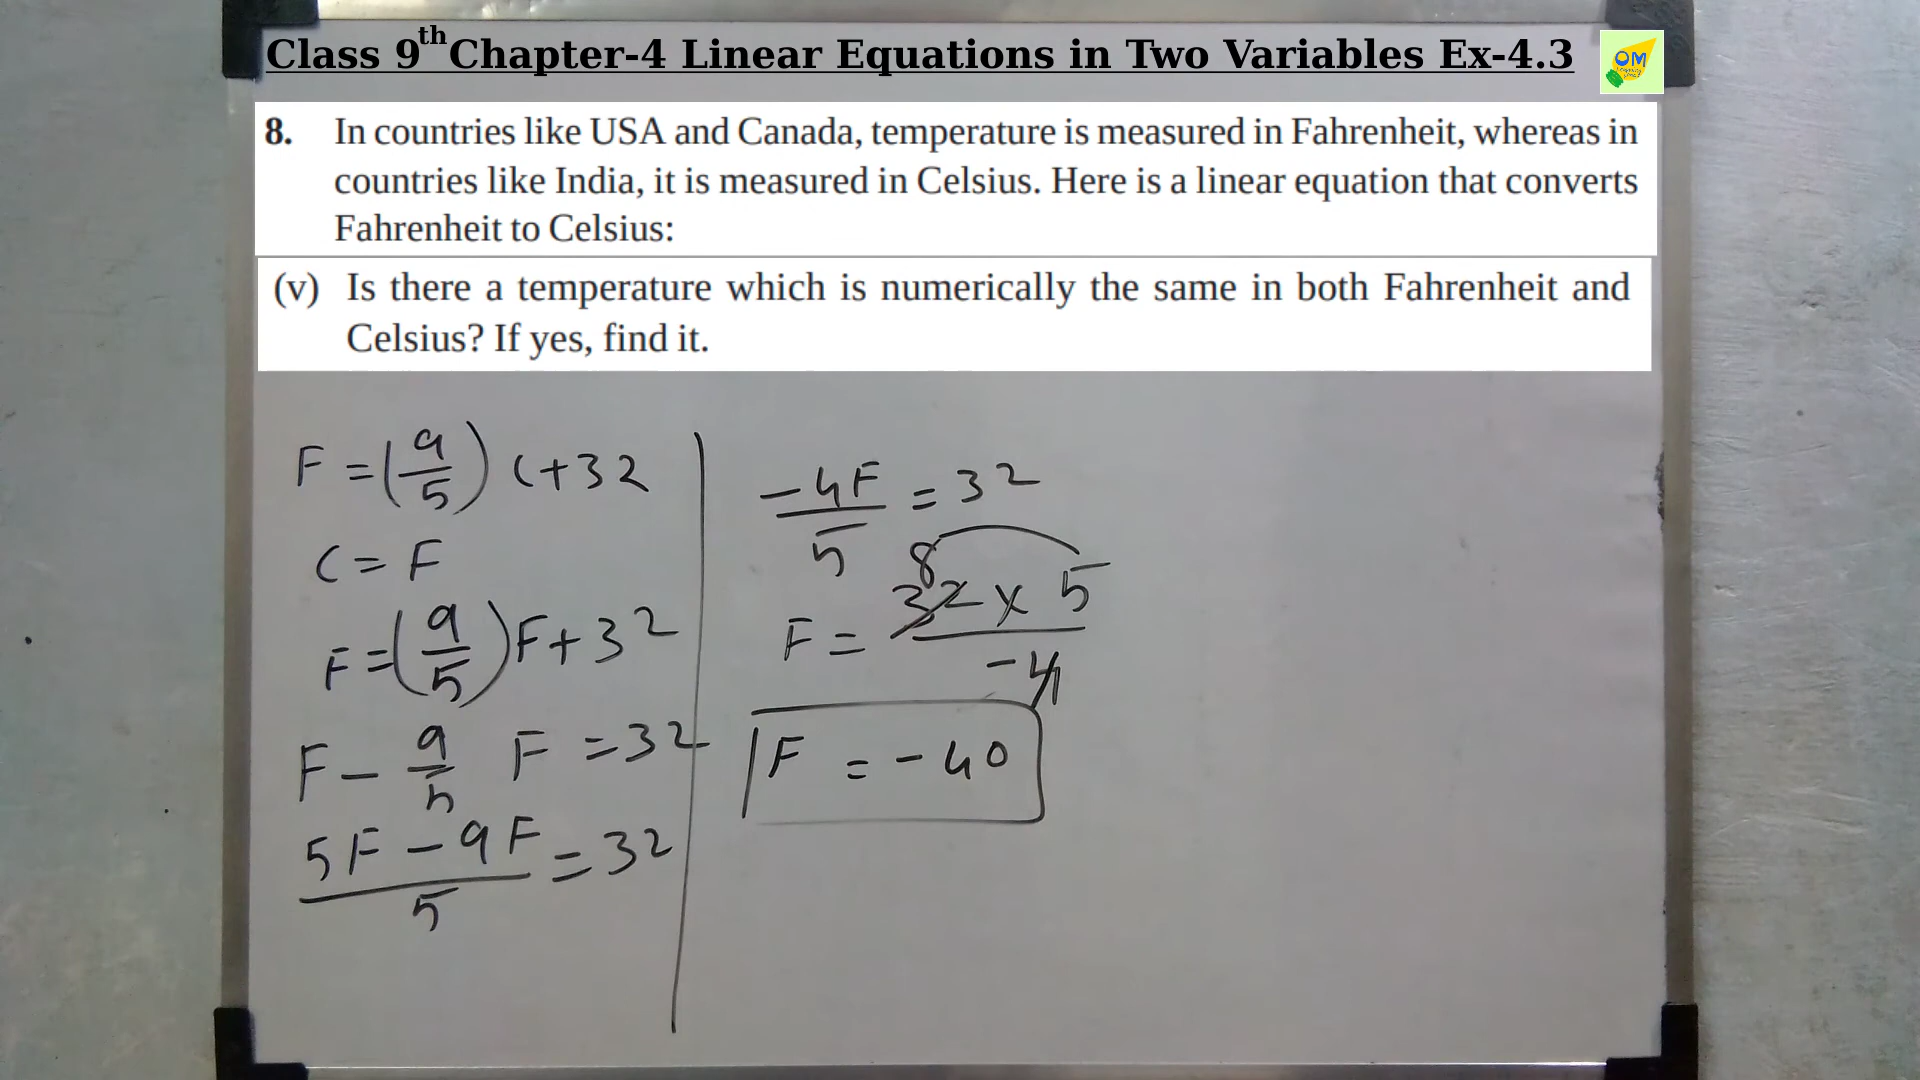 Class 9th Chapter-4 Linear Equations in Two Variables Ex-4.3
OM
8. In countries like USA and Canada, temperature is measured in Fahrenheit, whereas in
countries like India, it is measured in Celsius. Here is a linear equation that converts
Fahrenheit to Celsius:
(v) Is there a temperature which is numerically the same in both Fahrenheit and
Celsius? If yes, find it.
F = (9/5) C + 32
C = F
F = (9/5) F + 32
F - 9/5 F = 32
5F - 9F / 5 = 32
-4F / 5 = 32
8
F = 32 x 5 / -4
F = -40